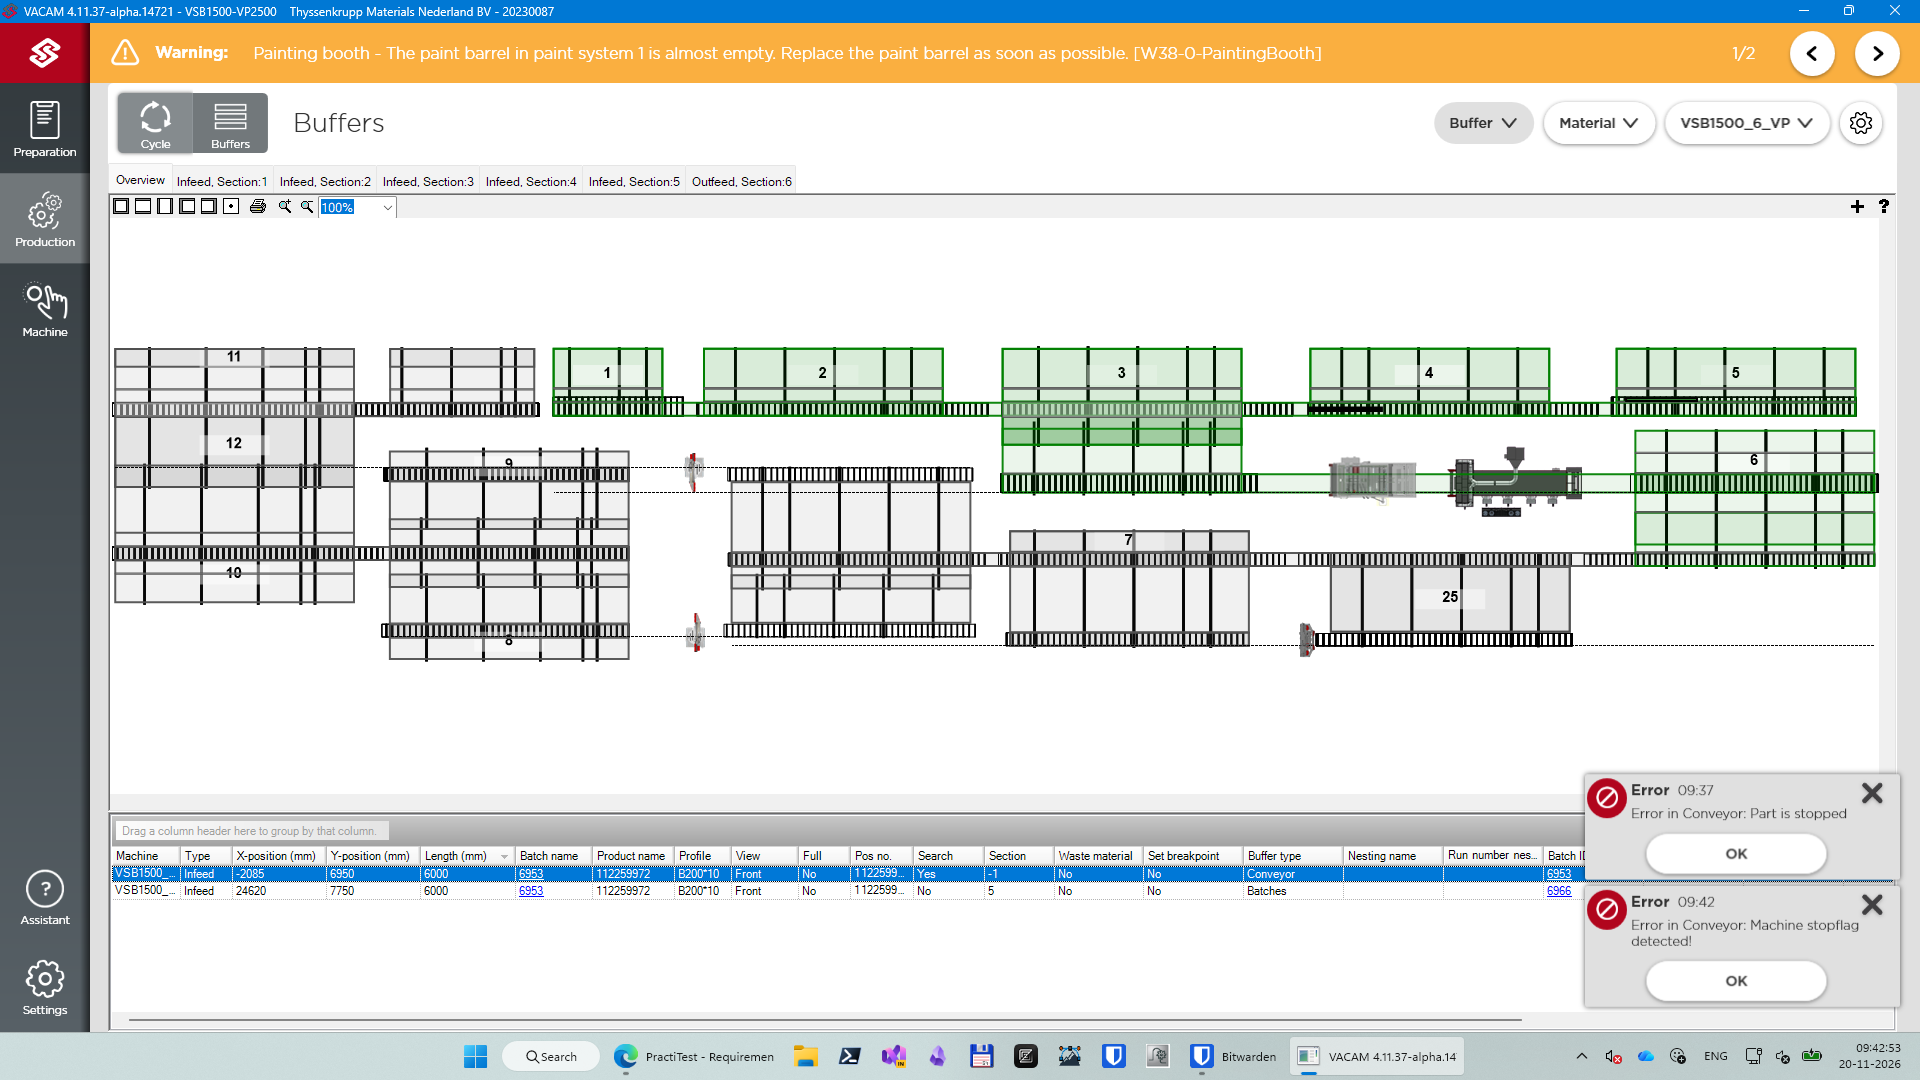 VACAM 4.11.37-alpha.14721 - VSB1500-VP2500    Thyssenkrupp Materials Nederland BV - 20230087
Warning: Painting booth - The paint barrel in paint system 1 is almost empty. Replace the paint barrel as soon as possible. [W38-0-PaintingBooth] 1/2
Preparation
Production
Machine
Assistant
Settings
Cycle
Buffers
Buffers
Buffer
Material
VSB1500_6_VP
Overview
Infeed, Section:1
Infeed, Section:2
Infeed, Section:3
Infeed, Section:4
Infeed, Section:5
Outfeed, Section:6
100%
11
1
2
3
4
5
12
9
6
10
8
7
25
Drag a column header here to group by that column.
Machine Type X-position (mm) Y-position (mm) Length (mm) Batch name Product name Profile View Full Pos no. Search Section Waste material Set breakpoint Buffer type Nesting name Run number nes... Batch ID
VSB1500_... Infeed -2085 6950 6000 6953 112259972 B200*10 Front No 1122599... Yes -1 No No Conveyor 6953
VSB1500_... Infeed 24620 7750 6000 6953 112259972 B200*10 Front No 1122599... No 5 No No Batches 6966
Error 09:37
Error in Conveyor: Part is stopped
OK
Error 09:42
Error in Conveyor: Machine stopflag
detected!
OK
Search
PractiTest - Requiremen
Bitwarden
VACAM 4.11.37-alpha.14
ENG
09:42:53
20-11-2026